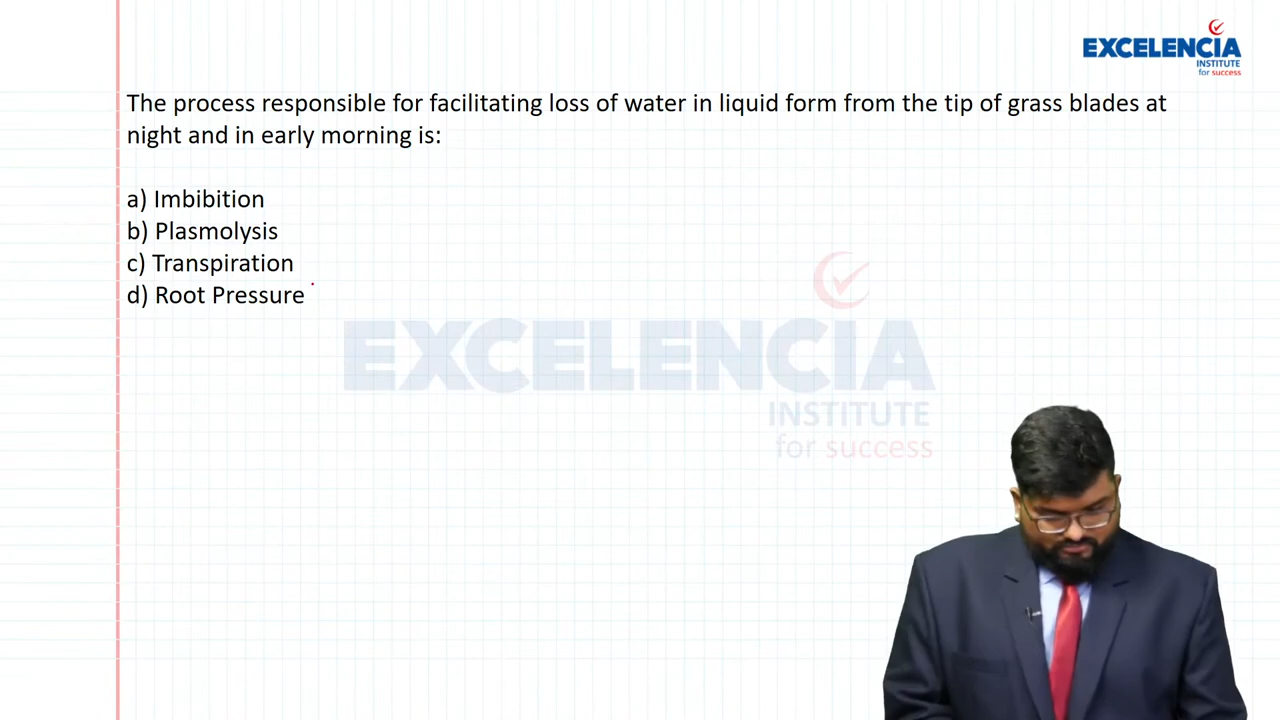 EXCELENCIA
INSTITUTE
for success
The process responsible for facilitating loss of water in liquid form from the tip of grass blades at
night and in early morning is:
a) Imbibition
b) Plasmolysis
c) Transpiration
d) Root Pressure
EXCELENCIA
INSTITUTE
for success